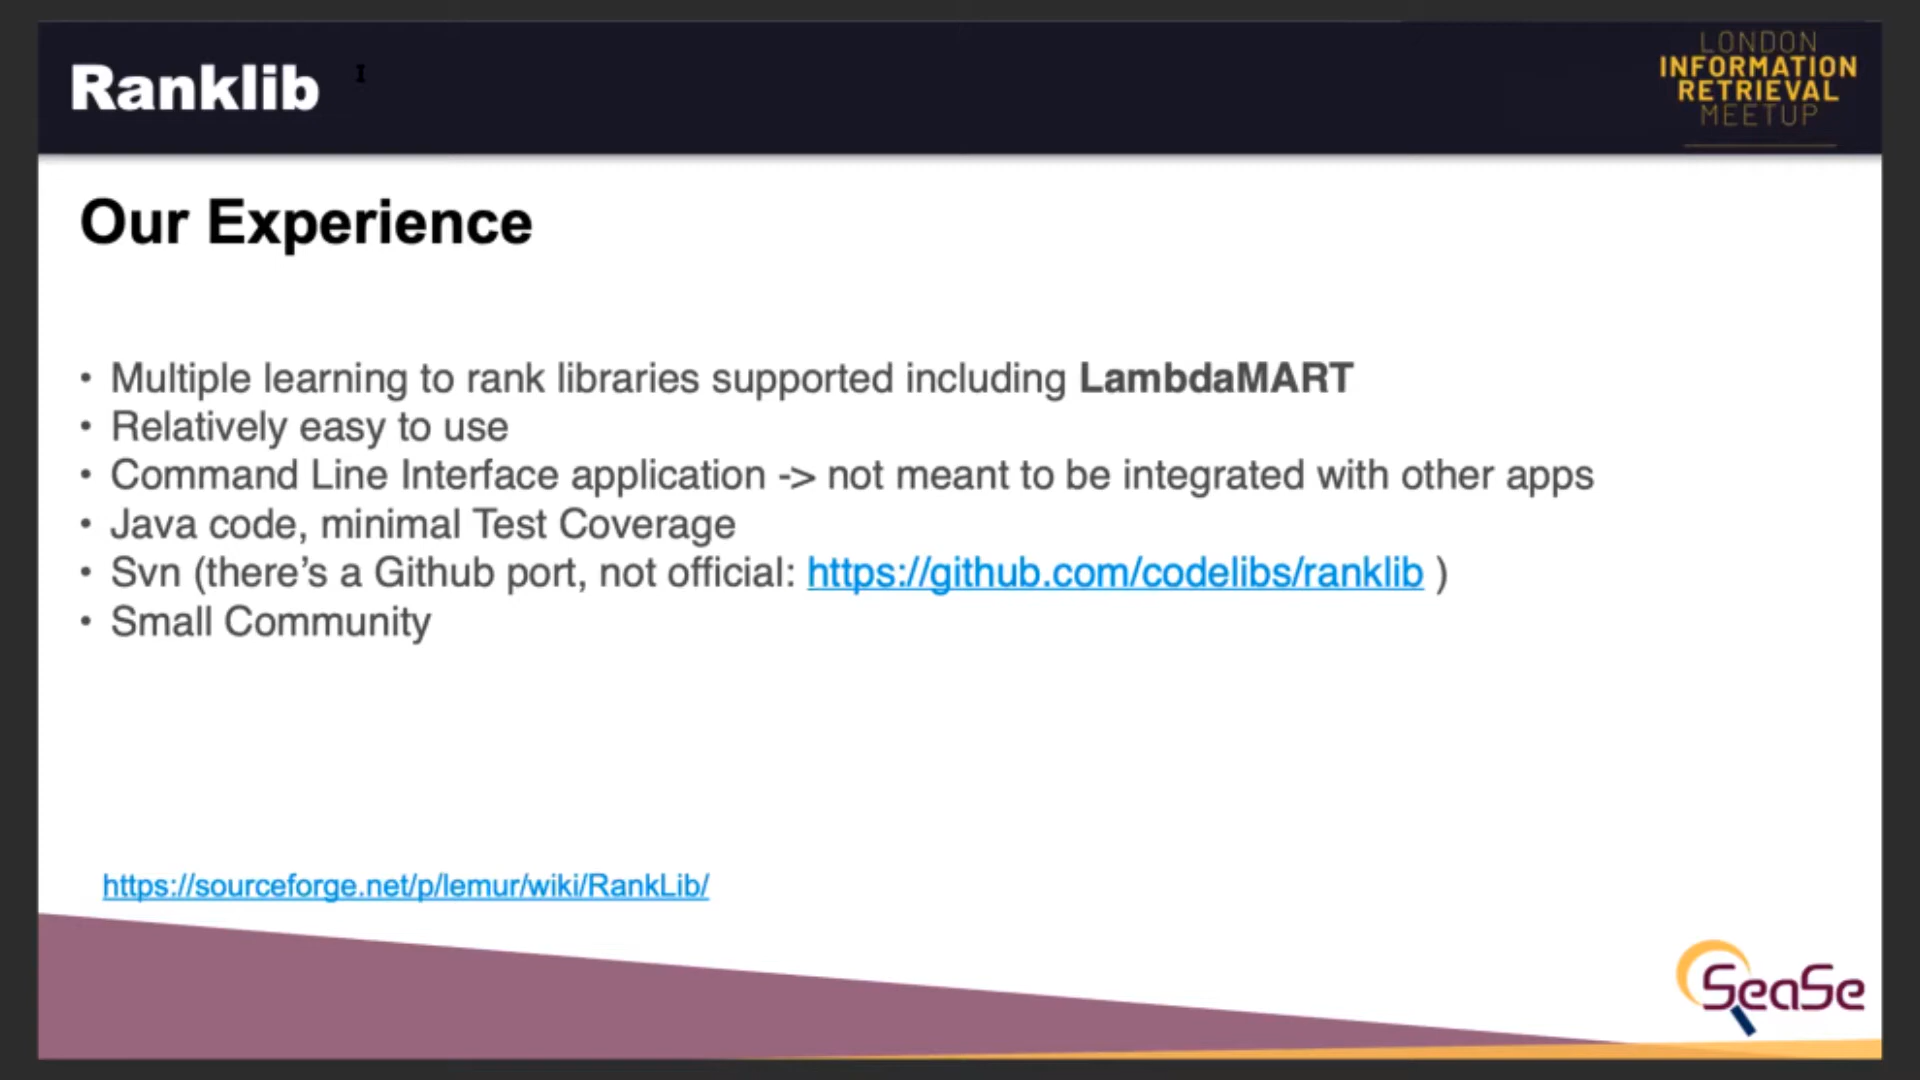 Ranklib
LONDON
INFORMATION
RETRIEVAL
MEETUP
Our Experience
• Multiple learning to rank libraries supported including LambdaMART
• Relatively easy to use
• Command Line Interface application -> not meant to be integrated with other apps
• Java code, minimal Test Coverage
• Svn (there’s a Github port, not official: https://github.com/codelibs/ranklib )
• Small Community
https://sourceforge.net/p/lemur/wiki/RankLib/
SeaSe